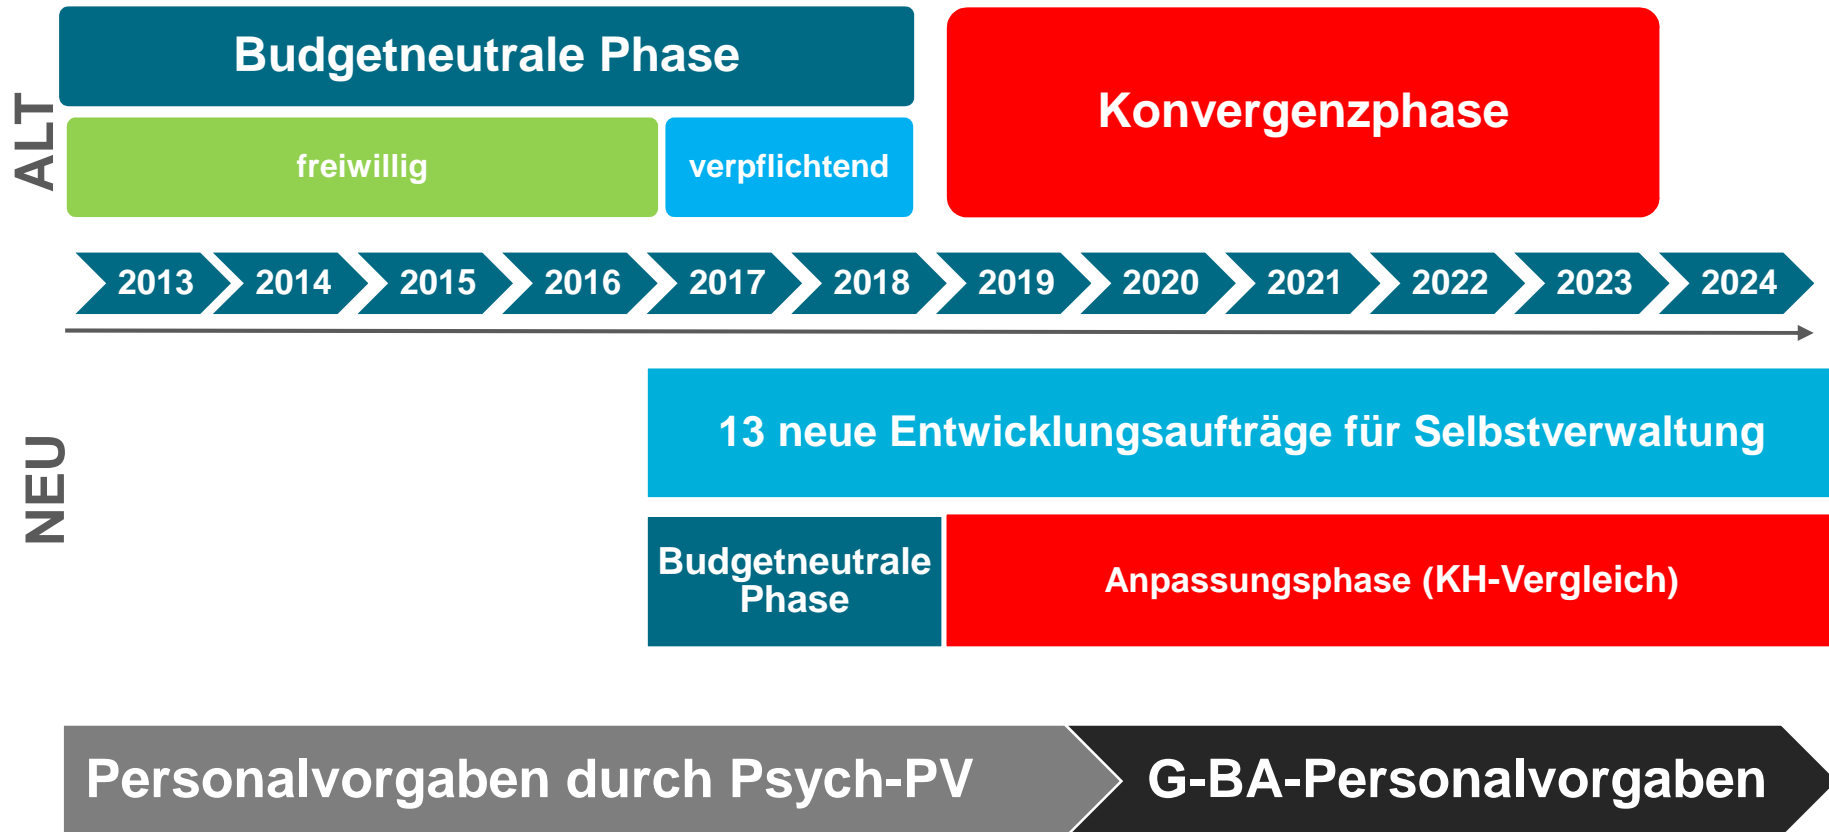 ALT
Budgetneutrale Phase
Konvergenzphase
freiwillig
verpflichtend
2013 2014 2015 2016 2017 2018 2019 2020 2021 2022 2023 2024
NEU
13 neue Entwicklungsaufträge für Selbstverwaltung
Budgetneutrale
Phase
Anpassungsphase (KH-Vergleich)
Personalvorgaben durch Psych-PV
G-BA-Personalvorgaben